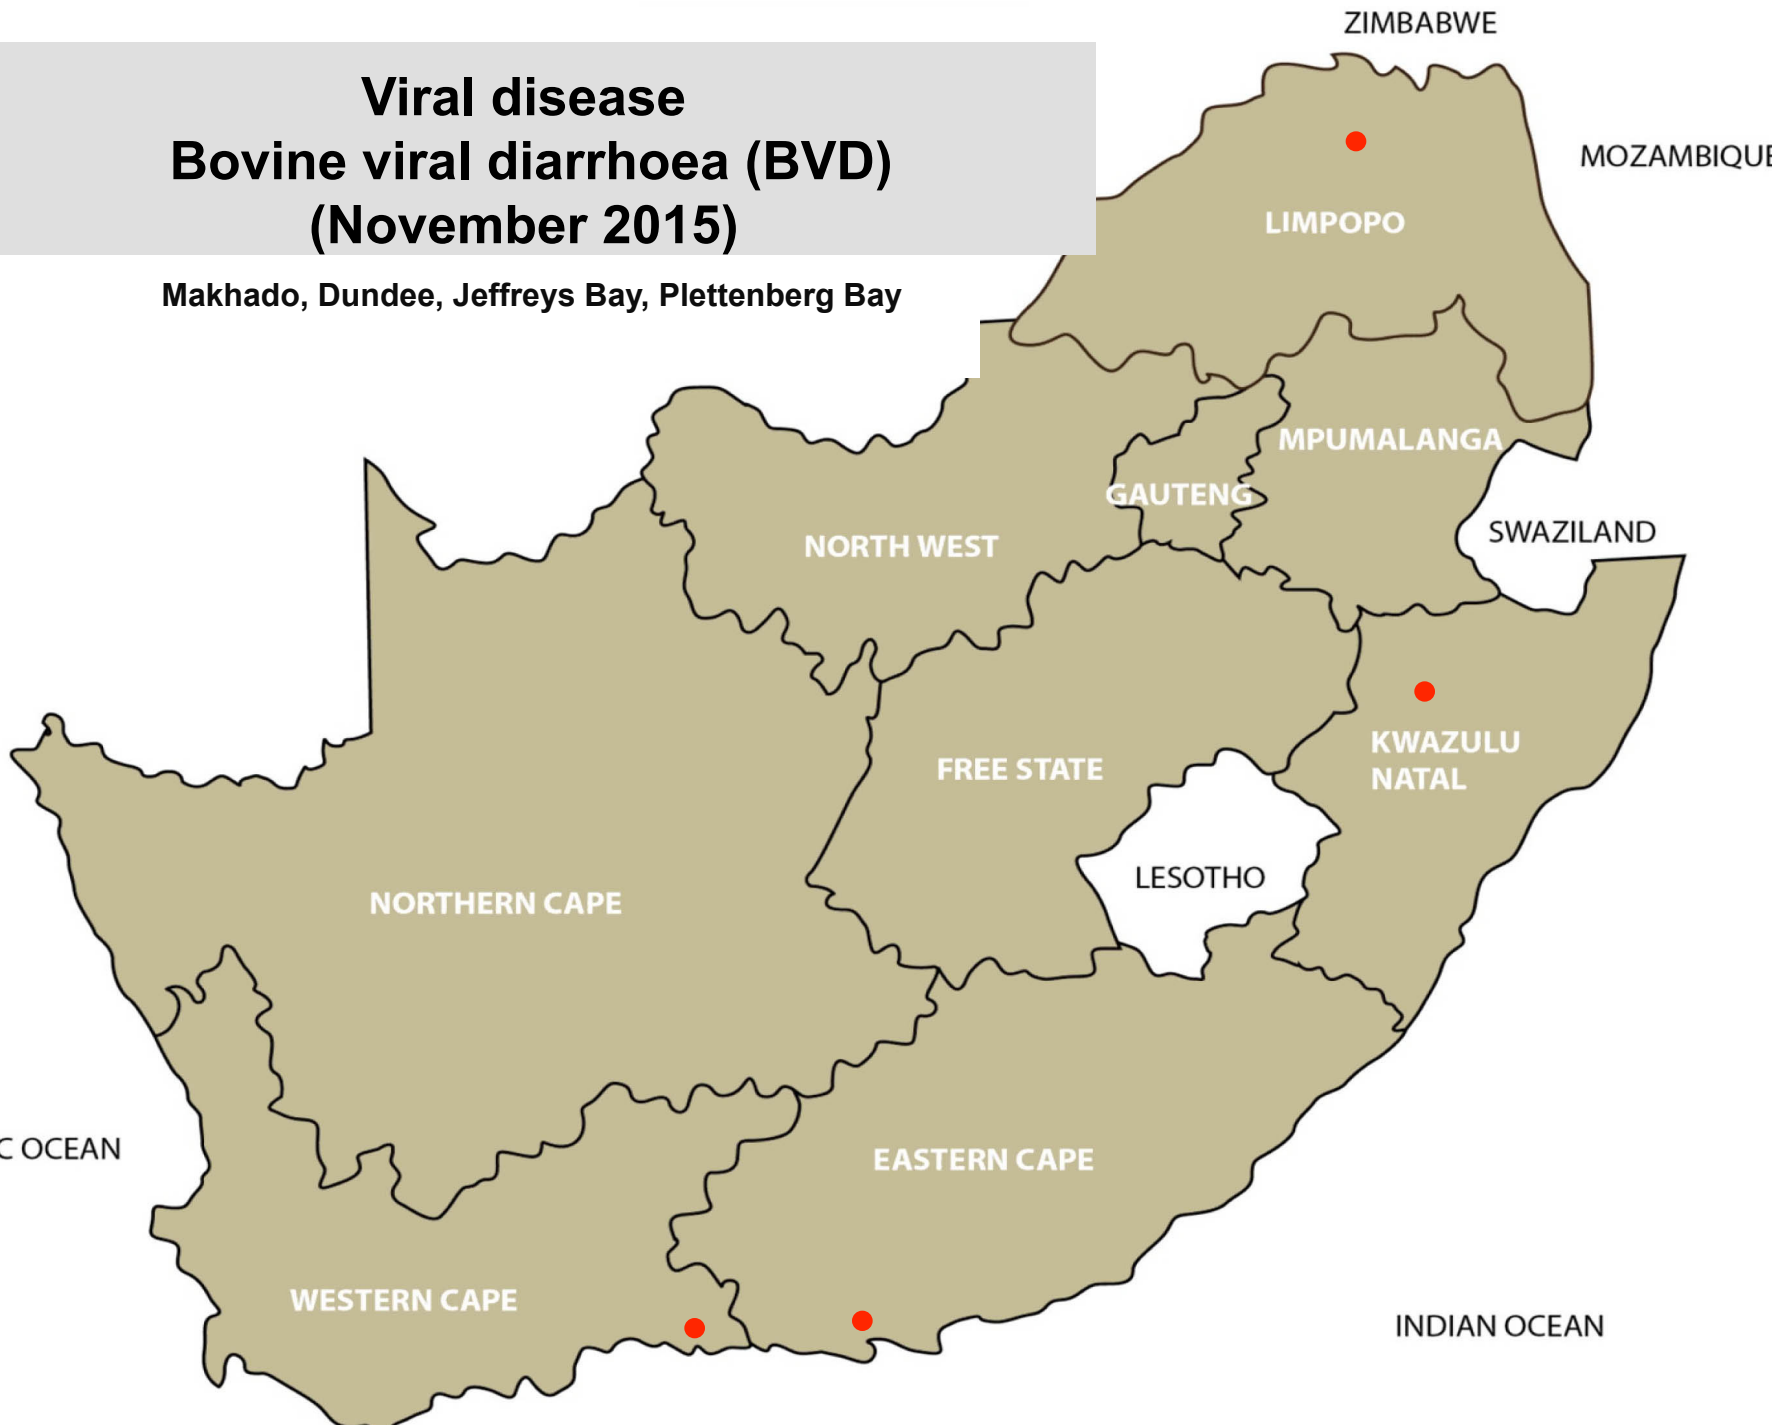 ZIMBABWE
Viral disease
Bovine viral diarrhoea (BVD)
(November 2015)
MOZAMBIQUE
LIMPOPO
Makhado, Dundee, Jeffreys Bay, Plettenberg Bay
MPUMALANGA
GAUTENG
SWAZILAND
NORTH WEST
KWAZULU
NATAL
FREE STATE
LESOTHO
NORTHERN CAPE
C OCEAN
EASTERN CAPE
WESTERN CAPE
INDIAN OCEAN